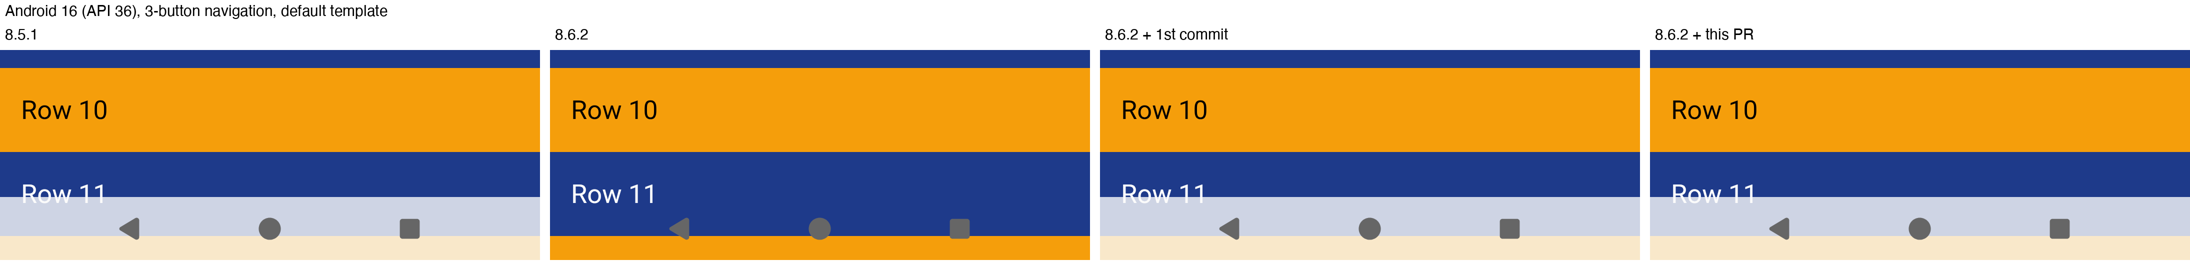 Android 16 (API 36), 3-button navigation, default template
8.5.1
8.6.2
8.6.2 + 1st commit
8.6.2 + this PR
Row 10
Row 10
Row 10
Row 10
Row 11
Row 11
Row 11
Row 11